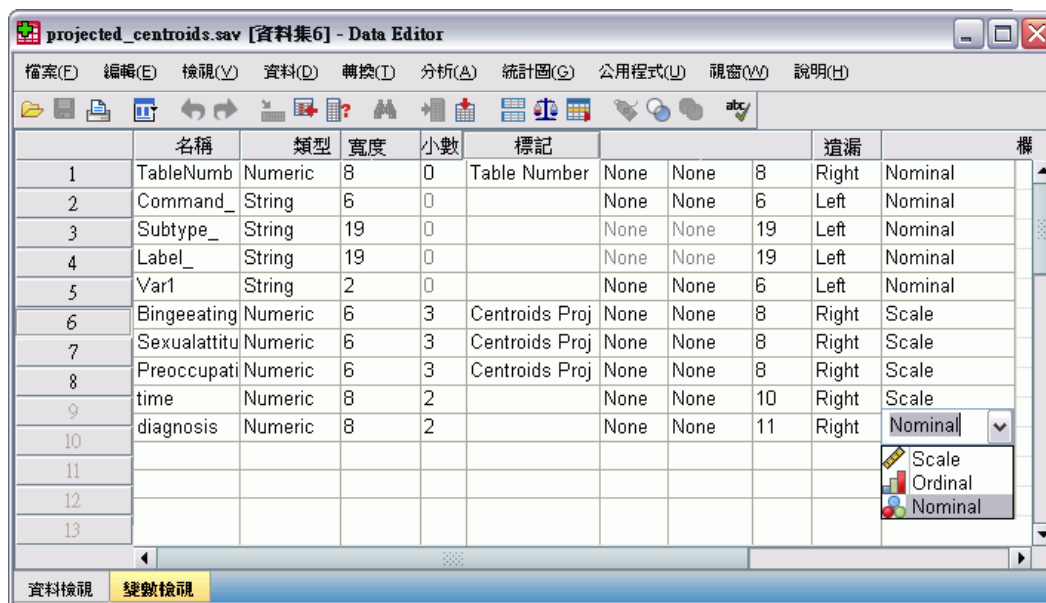 projected_centroids.sav [資料集6] - Data Editor
檔案(F) 編輯(E) 檢視(V) 資料(D) 轉換(T) 分析(A) 統計圖(G) 公用程式(U) 視窗(W) 說明(H)
名稱 類型 寬度 小數 標記 遺漏 欄
1 TableNumb Numeric 8 0 Table Number None None 8 Right Nominal
2 Command_ String 6 0 None None 6 Left Nominal
3 Subtype_ String 19 0 None None 19 Left Nominal
4 Label_ String 19 0 None None 19 Left Nominal
5 Var1 String 2 0 None None 6 Left Nominal
6 Bingeeating Numeric 6 3 Centroids Proj None None 8 Right Scale
7 Sexualattitu Numeric 6 3 Centroids Proj None None 8 Right Scale
8 Preoccupati Numeric 6 3 Centroids Proj None None 8 Right Scale
9 time Numeric 8 2 None None 10 Right Scale
10 diagnosis Numeric 8 2 None None 11 Right Nominal
11 Scale
12 Ordinal
13 Nominal
資料檢視 變數檢視